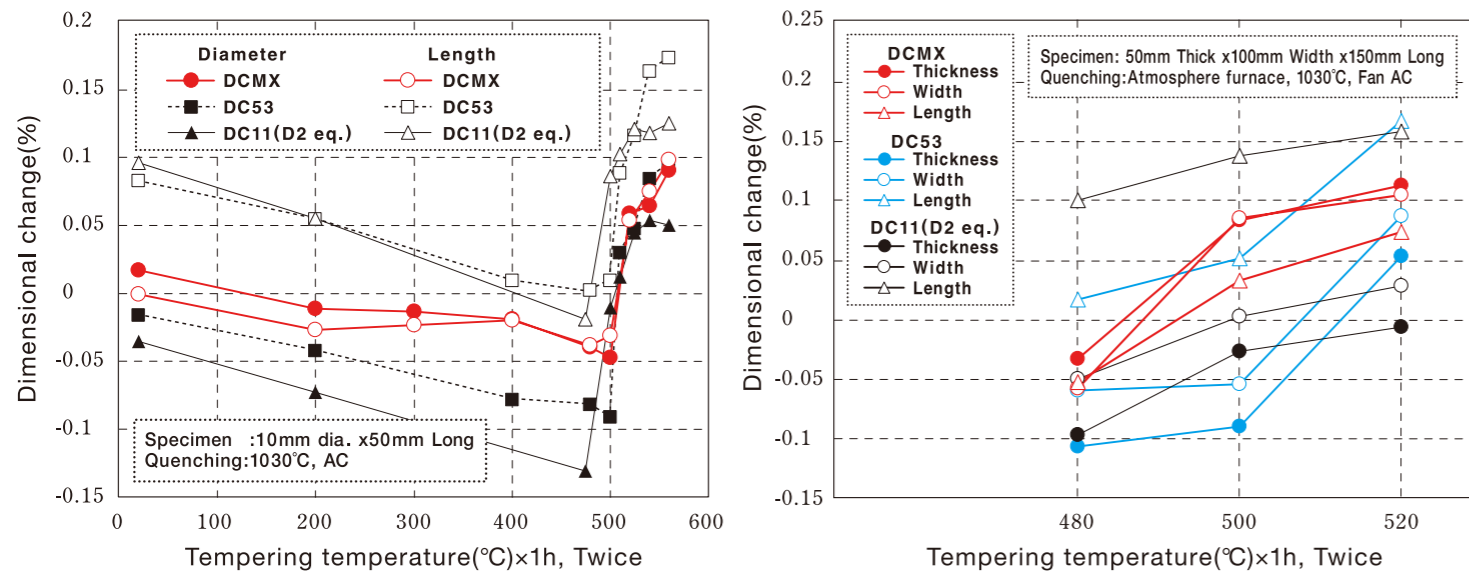 0.2
0.15
0.1
0.05
0
-0.05
-0.1
-0.15
Dimensional change(%)
Diameter Length
DCMX DCMX
DC53 DC53
DC11(D2 eq.) DC11(D2 eq.)
Specimen :10mm dia. x50mm Long
Quenching:1030℃, AC
0 100 200 300 400 500 600
Tempering temperature(°C)×1h, Twice
0.25
0.2
0.15
0.1
0.05
0
-0.05
-0.1
-0.15
Dimensional change(%)
DCMX
Thickness
Width
Length
DC53
Thickness
Width
Length
DC11(D2 eq.)
Thickness
Width
Length
Specimen: 50mm Thick x100mm Width x150mm Long
Quenching:Atmosphere furnace, 1030℃, Fan AC
480 500 520
Tempering temperature(°C)×1h, Twice